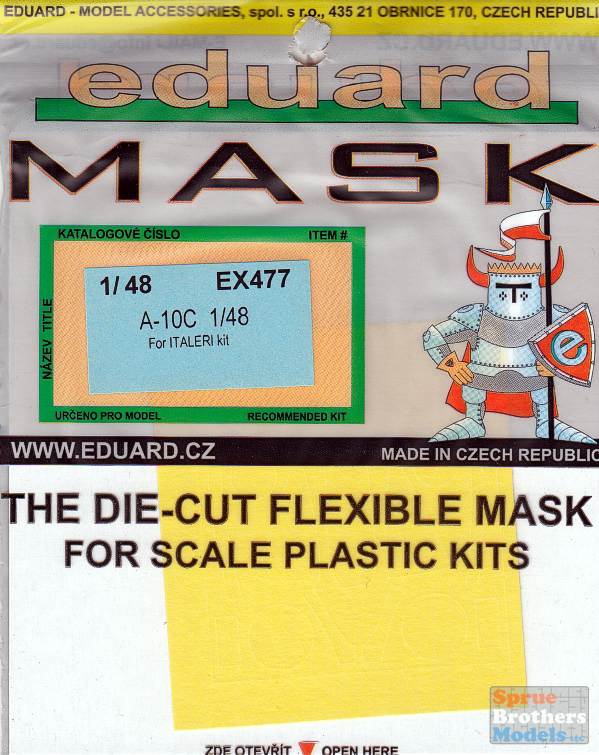 EDUARD - MODEL ACCESSORIES, spol. s r.o., 435 21 OBRNICE 170, CZECH REPUBLI
eduard
MASK
KATALOGOVÉ ČÍSLO ITEM #
1/48 EX477
A-10C 1/48
For ITALERI kit
NÁZEV TITLE
URČENO PRO MODEL RECOMMENDED KIT
e
WWW.EDUARD.CZ MADE IN CZECH REPUBLIC
THE DIE-CUT FLEXIBLE MASK
FOR SCALE PLASTIC KITS
Sprue
Brothers
Models LLC
ZDE OTEVŘÍT OPEN HERE